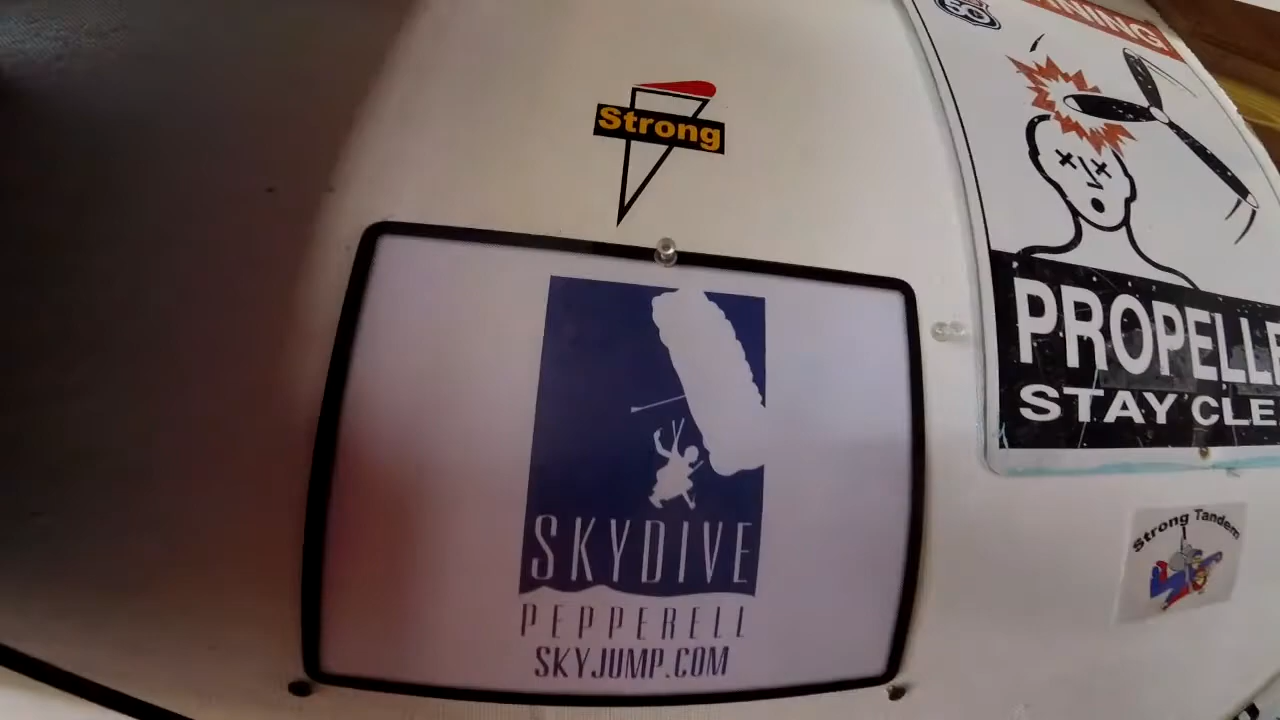 Strong
SKYDIVE
PEPPERELL
SKYJUMP.COM
PROPELLE
STAY CLE
Strong Tandem